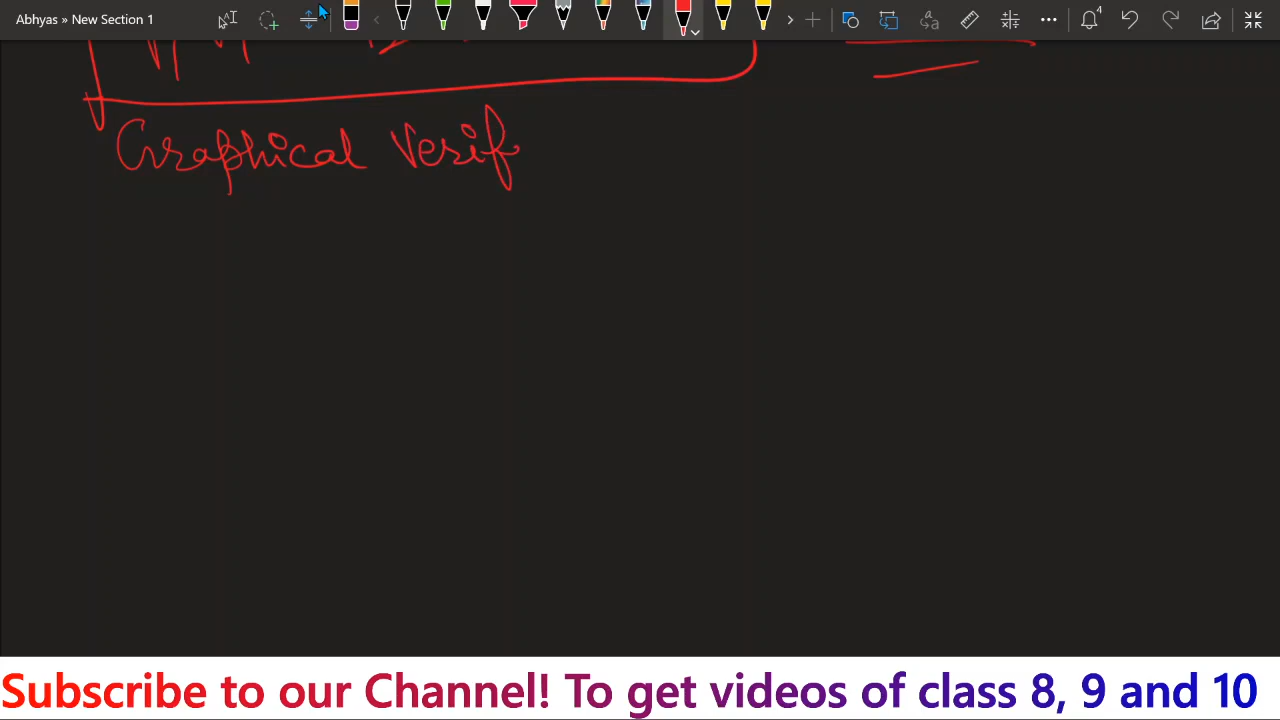 Abhyas » New Section 1
4
Graphical Verif
Subscribe to our Channel! To get videos of class 8, 9 and 10